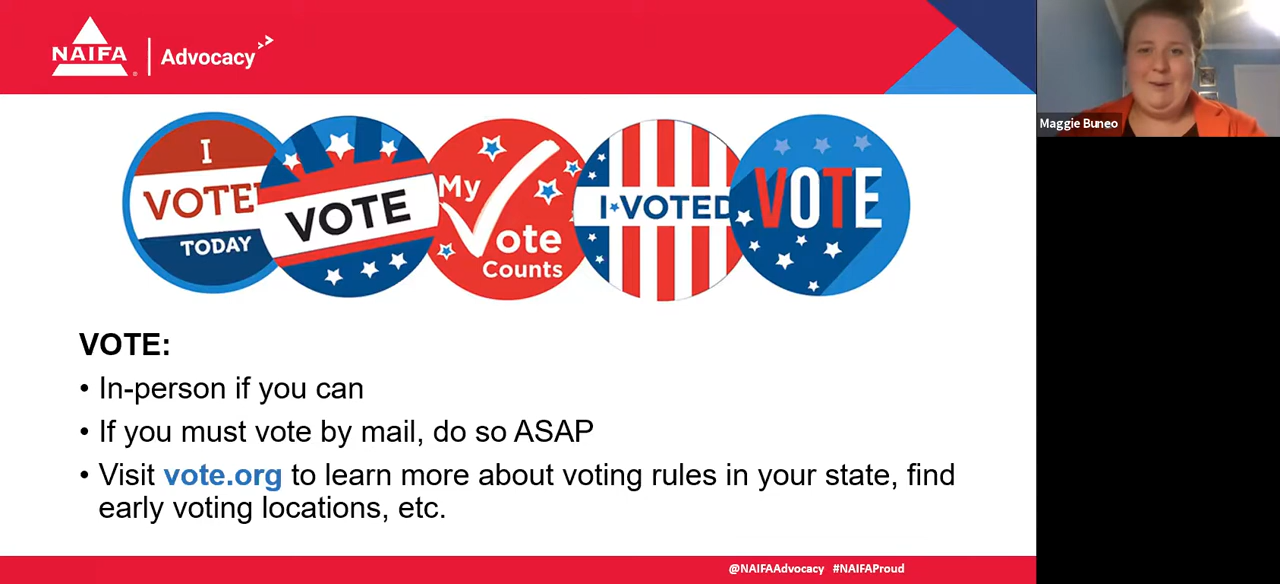 NAIFA
Advocacy
Maggie Buneo
I
VOTE
TODAY
VOTE
My
ote
Counts
I VOTED
VOTE
VOTE:
• In-person if you can
• If you must vote by mail, do so ASAP
• Visit vote.org to learn more about voting rules in your state, find
early voting locations, etc.
@NAIFAAdvocacy #NAIFAProud